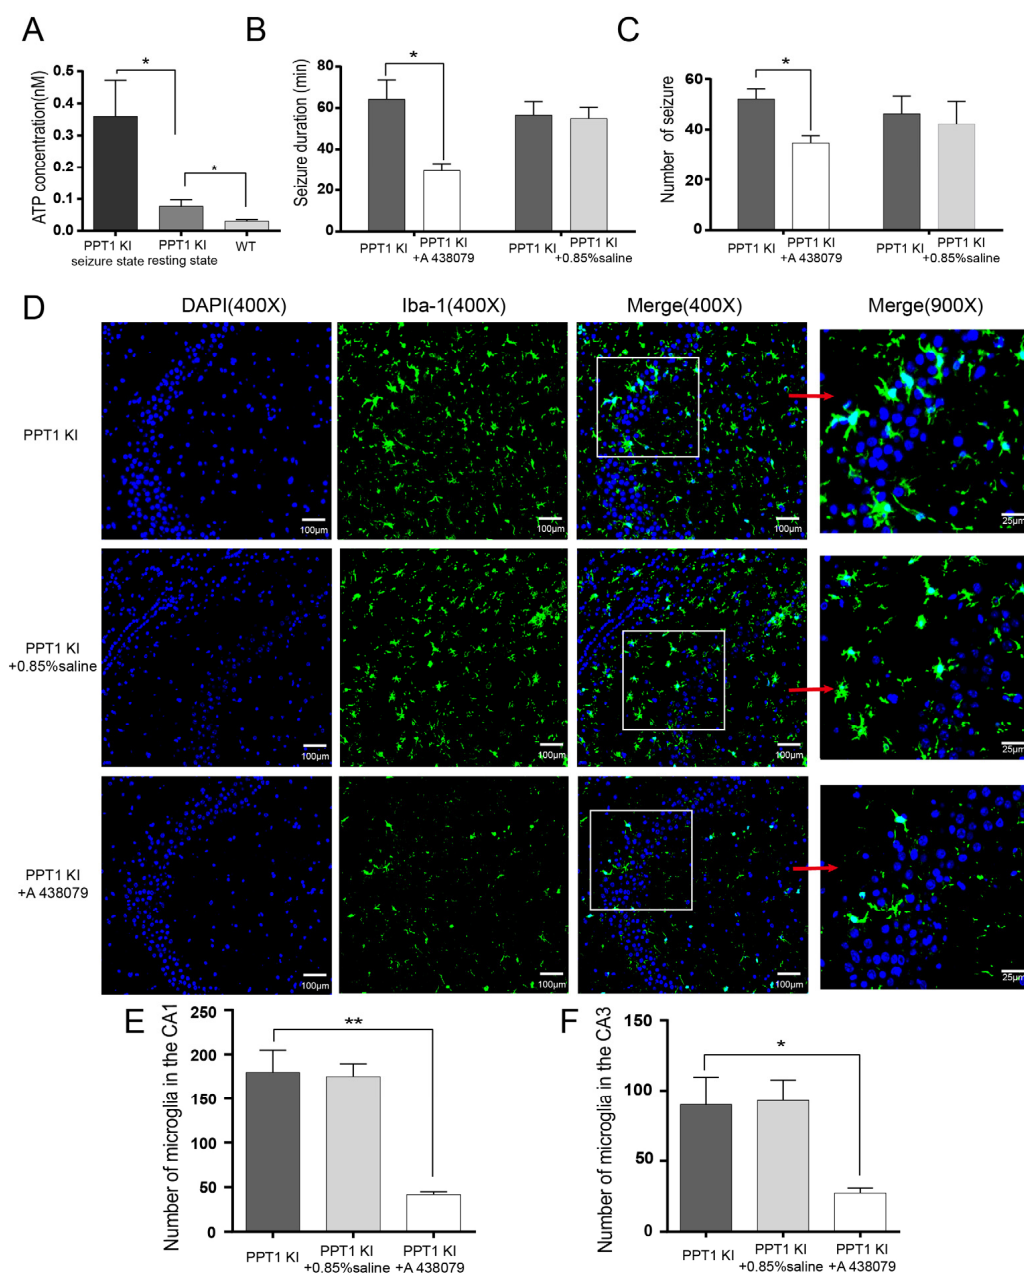 A
B
C
ATP concentration(nM)
0.5
0.4
0.3
0.2
0.1
0.0
*
*
PPT1 KI
seizure state
PPT1 KI
resting state
WT
Seizure duration (min)
80
60
40
20
0
*
PPT1 KI
PPT1 KI
+A 438079
PPT1 KI
PPT1 KI
+0.85%saline
Number of seizure
60
40
20
0
*
PPT1 KI
PPT1 KI
+A 438079
PPT1 KI
PPT1 KI
+0.85%saline
D
DAPI(400X)
Iba-1(400X)
Merge(400X)
Merge(900X)
PPT1 KI
100μm
100μm
100μm
25μm
PPT1 KI
+0.85%saline
100μm
100μm
100μm
25μm
PPT1 KI
+A 438079
100μm
100μm
100μm
25μm
E
Number of microglia in the CA1
250
200
150
100
50
0
**
PPT1 KI
PPT1 KI
+0.85%saline
PPT1 KI
+A 438079
F
Number of microglia in the CA3
150
100
50
0
*
PPT1 KI
PPT1 KI
+0.85%saline
PPT1 KI
+A 438079